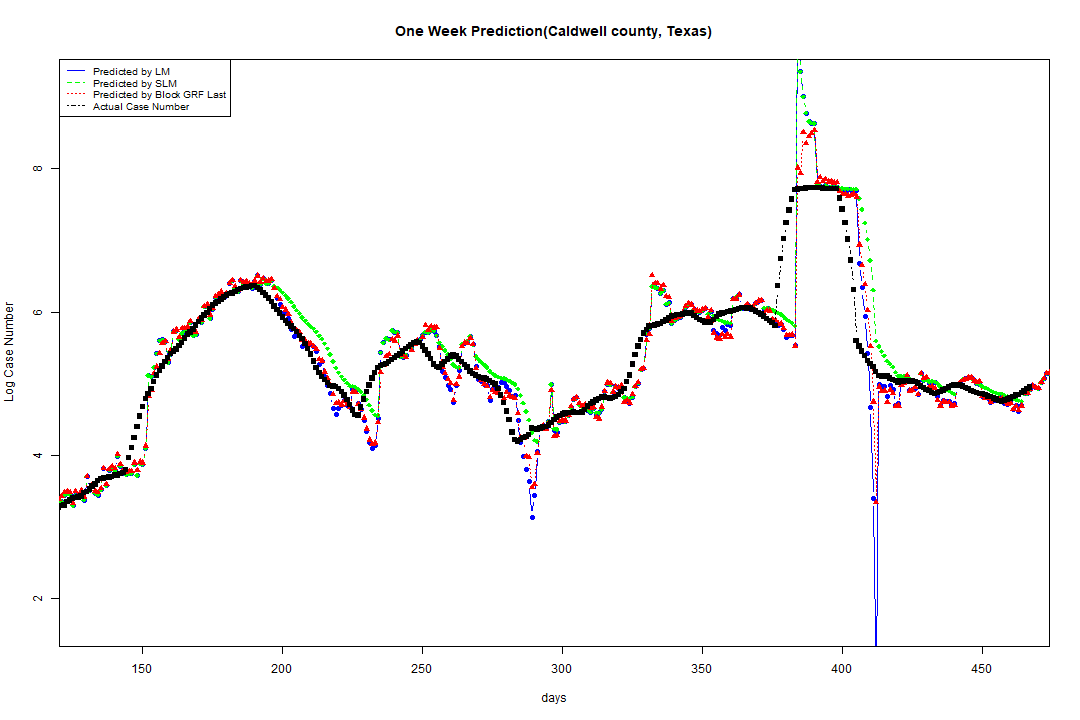 One Week Prediction(Caldwell county, Texas)
Predicted by LM
Predicted by SLM
Predicted by Block GRF Last
Actual Case Number
Log Case Number
8
6
4
2
150 200 250 300 350 400 450
days